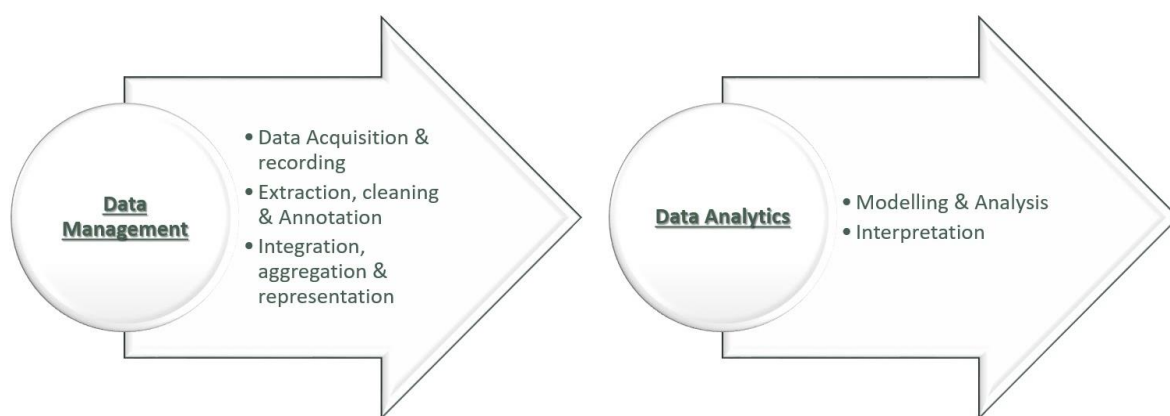 Data
Management
• Data Acquisition &
recording
• Extraction, cleaning
& Annotation
• Integration,
aggregation &
representation
Data Analytics
• Modelling & Analysis
• Interpretation